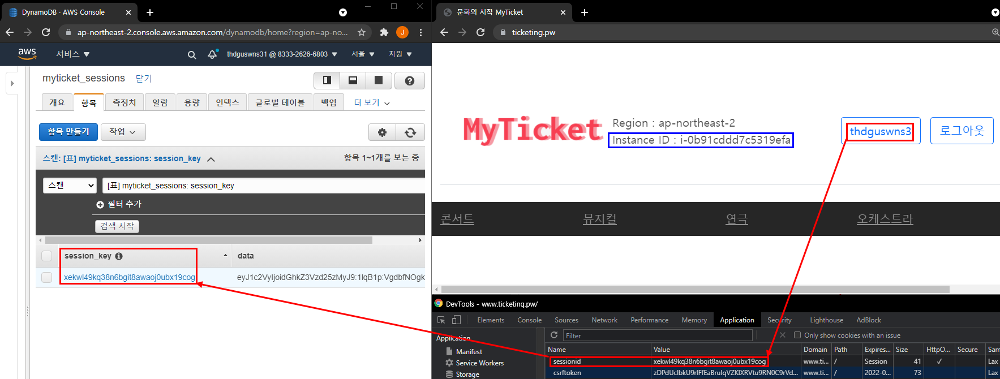 DynamoDB · AWS Console
ap-northeast-2.console.aws.amazon.com/dynamodb/home?region=ap-no...
J
aws
서비스
thdguswns31 @ 8333-2626-6803
서울
지원
myticket_sessions
닫기
개요
항목
측정치
알람
용량
인덱스
글로벌 테이블
백업
더 보기
항목 만들기
작업
스캔: [표] myticket_sessions: session_key
항목 1~1개를 보는 중
스캔
[표] myticket_sessions: session_key
필터 추가
검색 시작
session_key
data
xekwl49kq38n6bgit8awaoj0ubx19cog
eyJ1c2VyIjoidGhkZ3Vzd25zMyJ9:1lqB1p:VgdbfNOgk
문화의 시작 MyTicket
ticketing.pw
MyTicket
Region : ap-northeast-2
Instance ID : i-0b91cddd7c5319efa
thdguswns3
로그아웃
콘서트
뮤지컬
연극
오케스트라
DevTools - www.ticketing.pw/
Elements
Console
Sources
Network
Performance
Memory
Application
Security
Lighthouse
AdBlock
Application
Manifest
Service Workers
Storage
Filter
Only show cookies with an issue
Name
Value
Domain
Path
Expires...
Size
HttpO...
Secure
Sam
sessionid
xekwl49kq38n6bgit8awaoj0ubx19cog
www.ti...
/
Session
41
✓
Lax
csrftoken
zDPdUclbkU9rIFfEaBruIqVZKlXRVtu9RN0C9rVd...
www.ti...
/
2022-0...
73
Lax